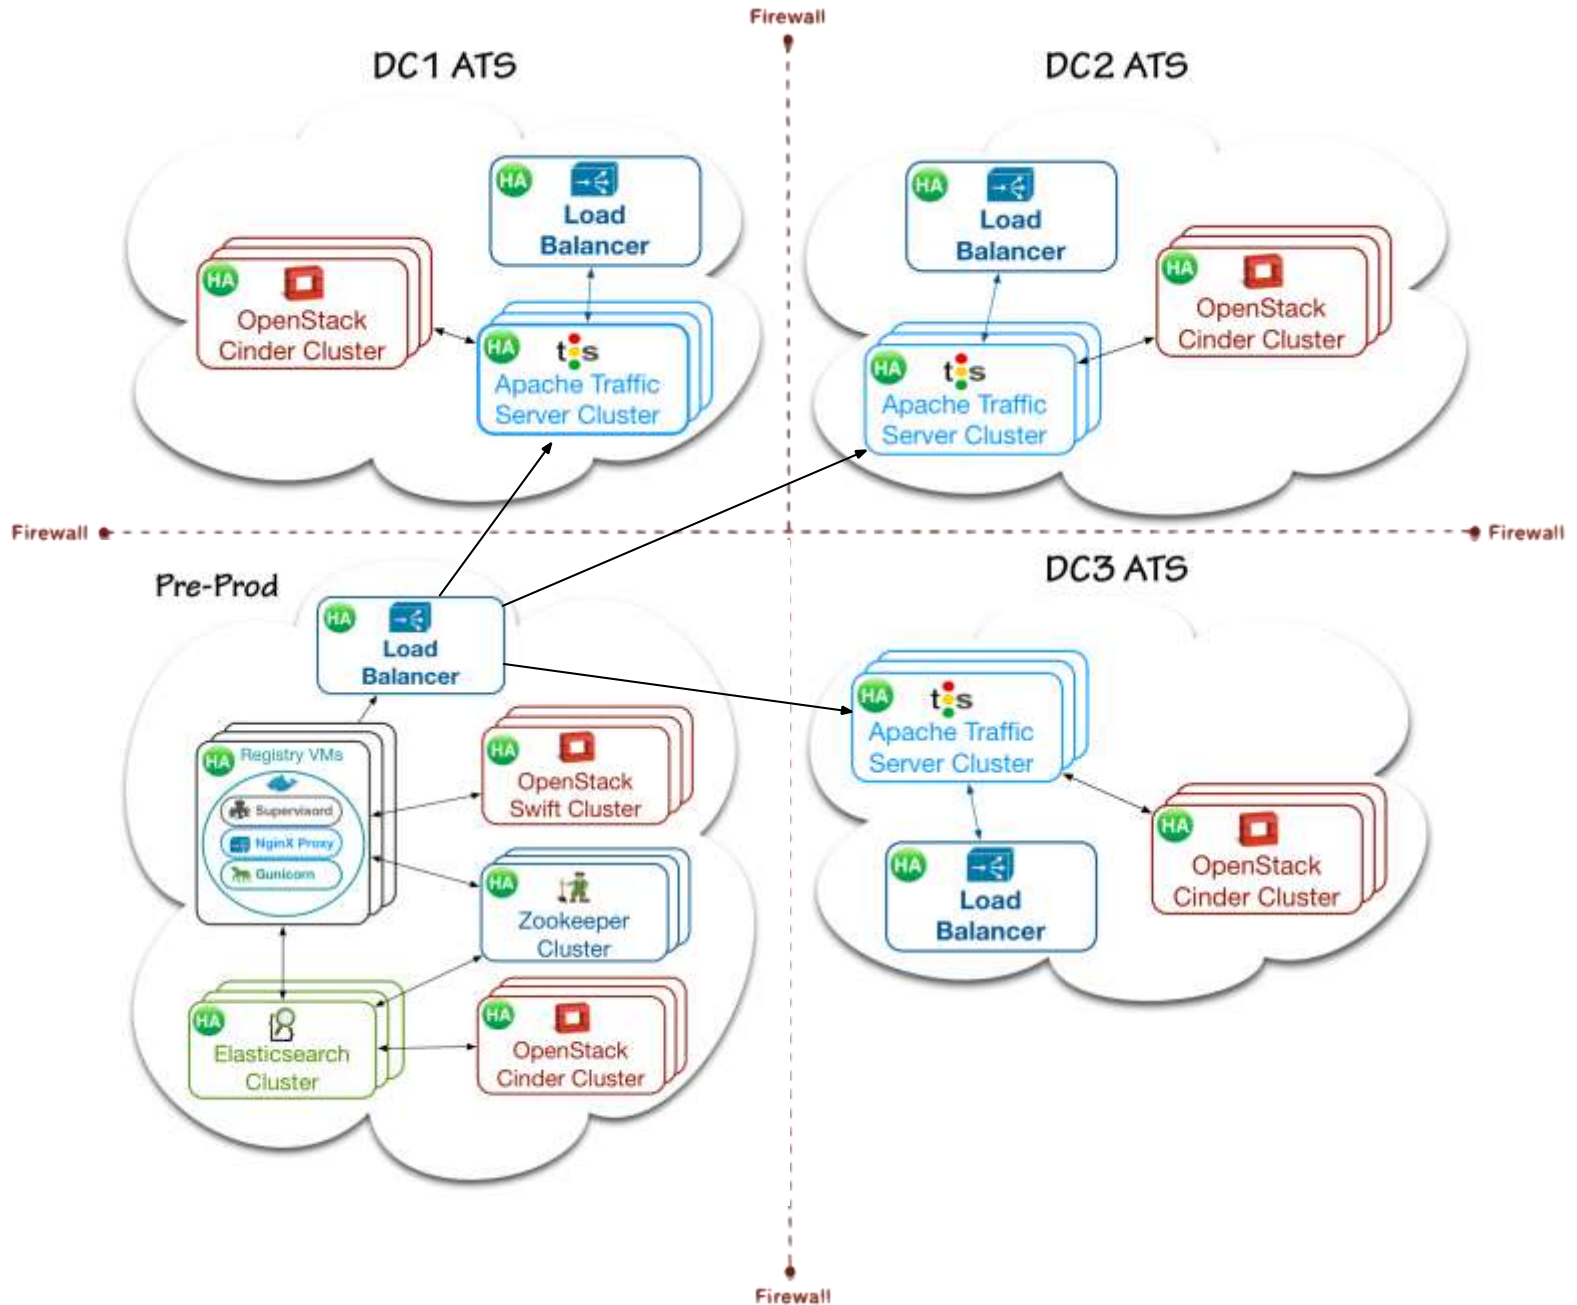 Firewall
DC1 ATS
DC2 ATS
HA
Load
Balancer
HA
OpenStack
Cinder Cluster
HA
t:s
Apache Traffic
Server Cluster
HA
Load
Balancer
HA
OpenStack
Cinder Cluster
HA
t:s
Apache Traffic
Server Cluster
Firewall
Firewall
Pre-Prod
HA
Load
Balancer
HA
Registry VMs
Supervisord
NginX Proxy
Gunicorn
HA
OpenStack
Swift Cluster
HA
Zookeeper
Cluster
HA
Elasticsearch
Cluster
HA
OpenStack
Cinder Cluster
DC3 ATS
HA
t:s
Apache Traffic
Server Cluster
HA
OpenStack
Cinder Cluster
HA
Load
Balancer
Firewall